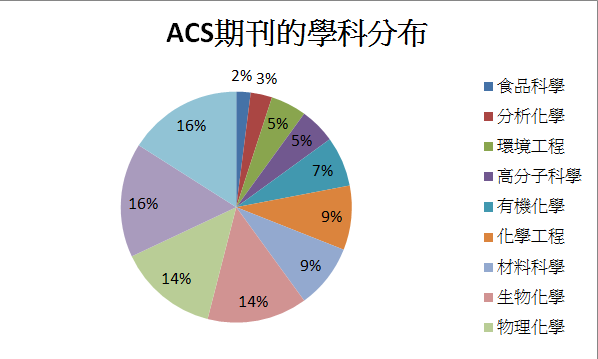 ACS期刊的學科分布
2%
3%
5%
5%
7%
9%
9%
14%
14%
16%
16%
食品科學
分析化學
環境工程
高分子科學
有機化學
化學工程
材料科學
生物化學
物理化學